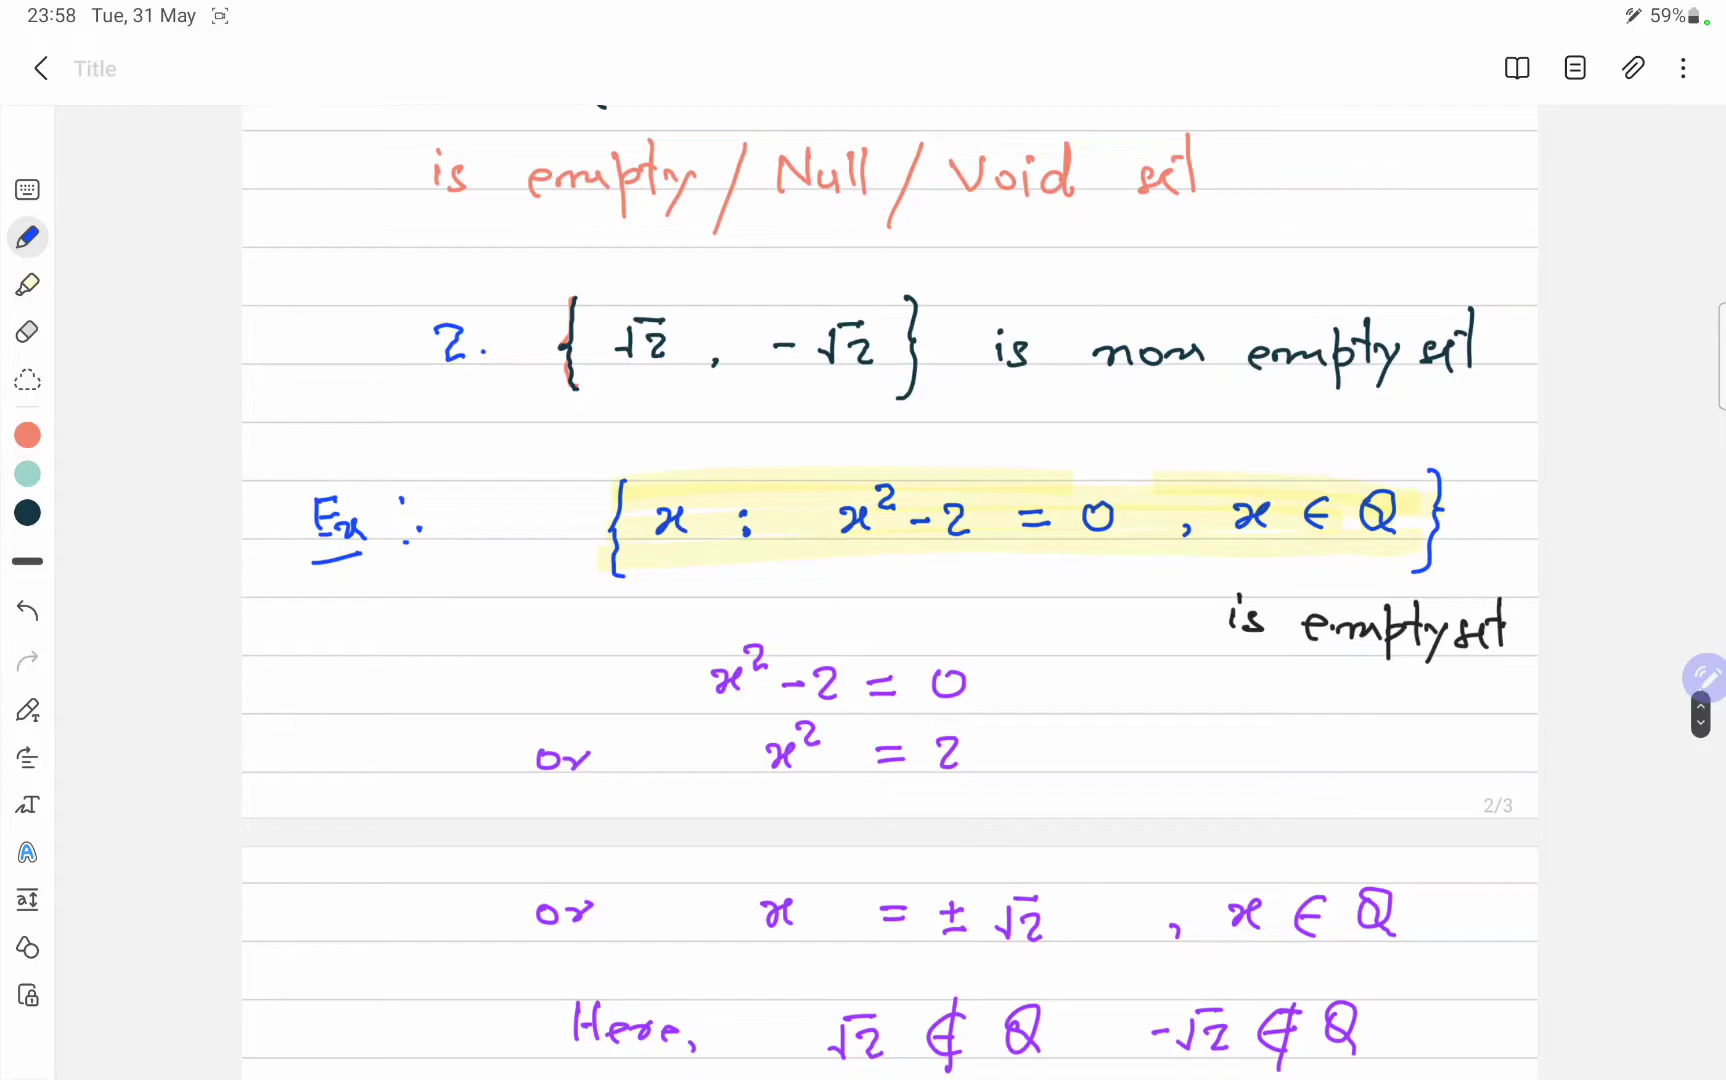 23:58 Tue, 31 May 59%
Title
is empty / Null / Void set
2. { √2 , - √2 } is non empty set
Ex :. { x : x² - 2 = 0 , x ∈ Q }
is empty set
x² - 2 = 0
or x² = 2
2/3
or x = ± √2 , x ∈ Q
Here, √2 ∉ Q -√2 ∉ Q